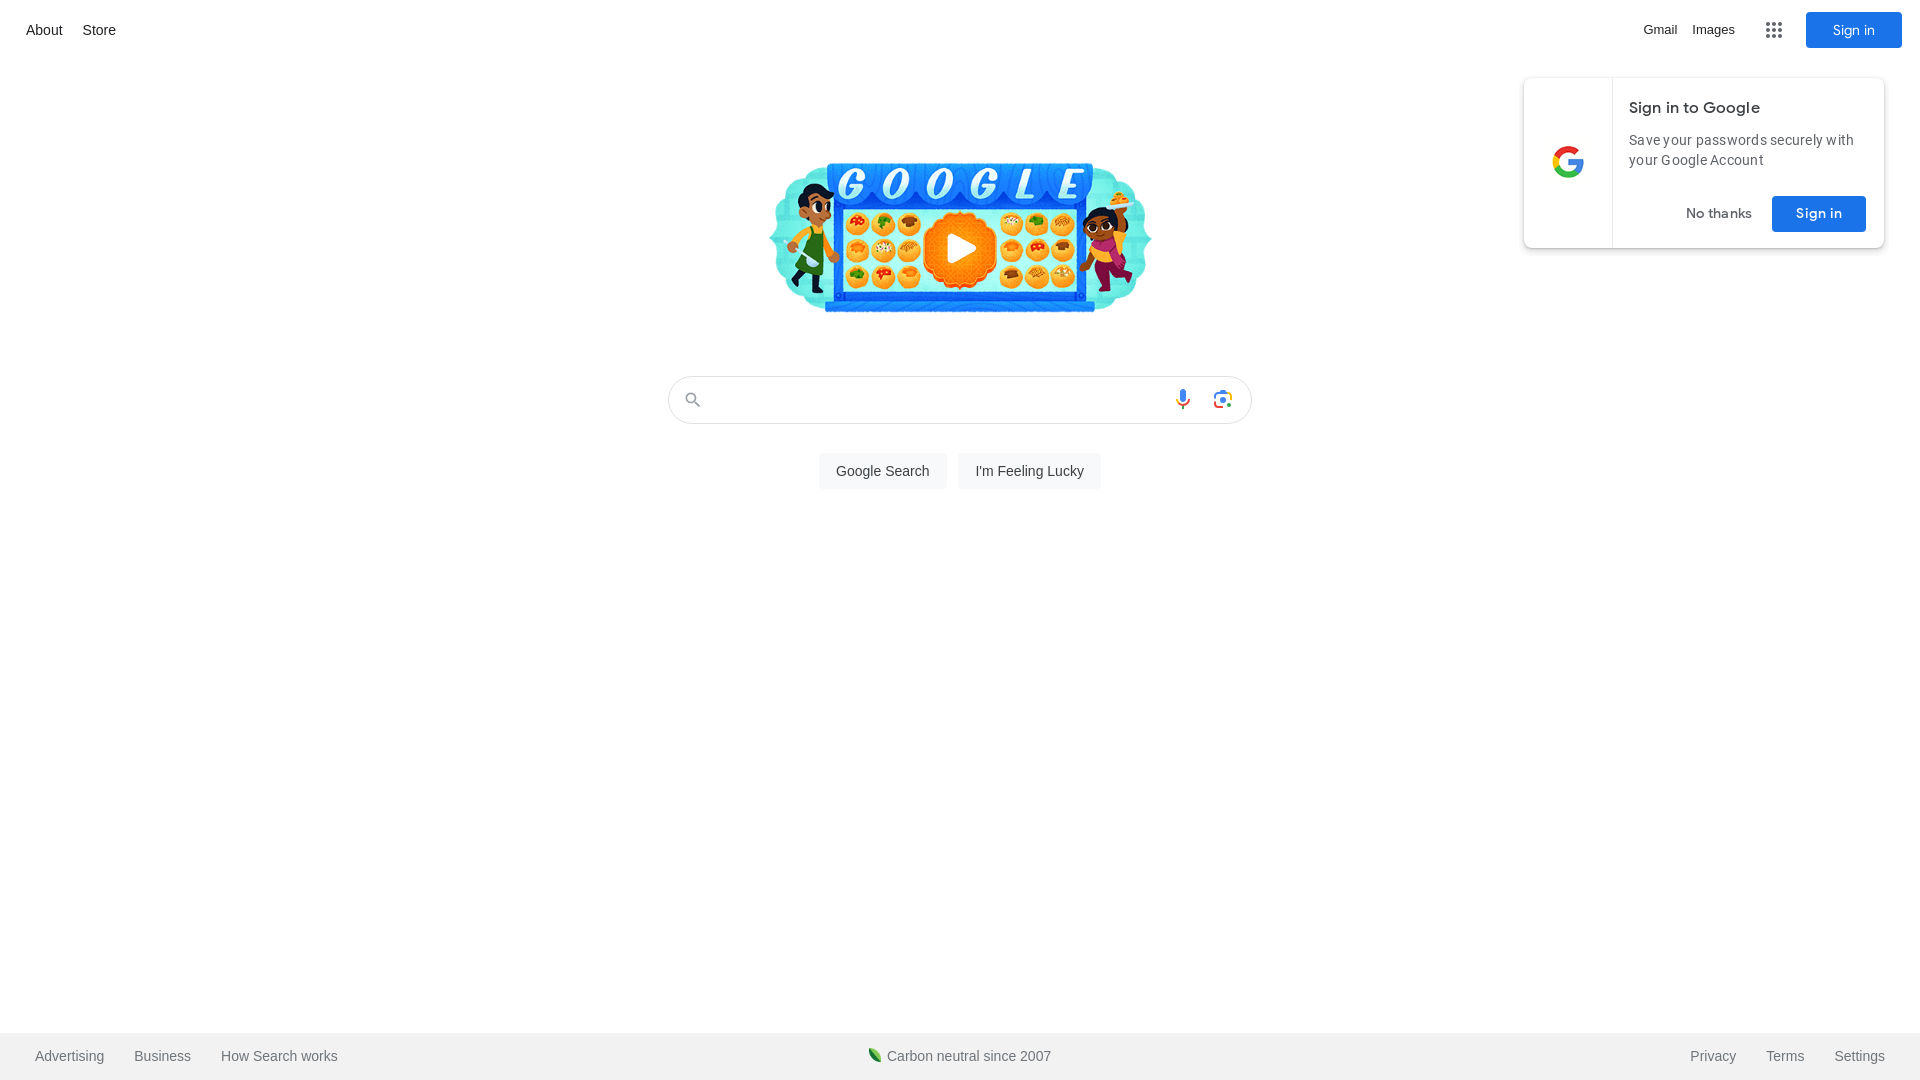 About
Store
Gmail
Images
Sign in
Sign in to Google
Save your passwords securely with
your Google Account
No thanks
Sign in
GOOGLE
Google Search
I'm Feeling Lucky
Advertising
Business
How Search works
Carbon neutral since 2007
Privacy
Terms
Settings